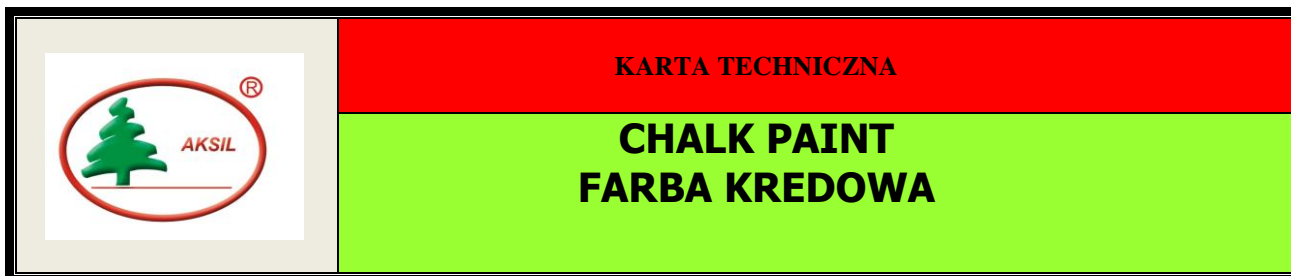 ®
AKSIL
KARTA TECHNICZNA
CHALK PAINT
FARBA KREDOWA